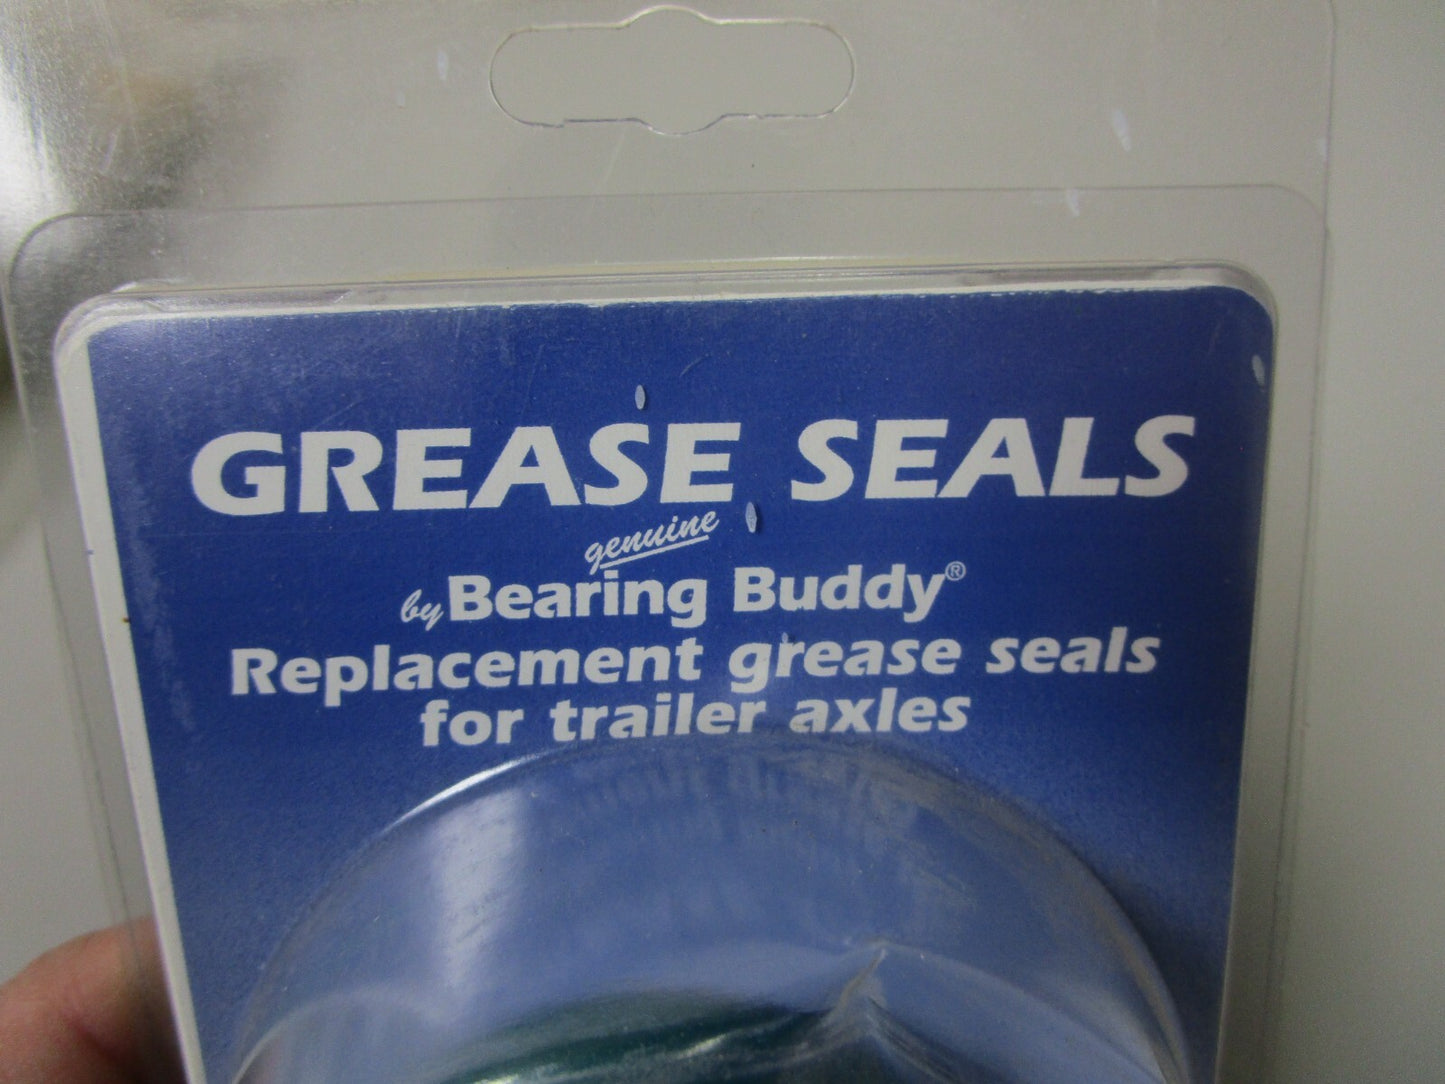 GREASE SEALS
genuine
by Bearing Buddy®
Replacement grease seals
for trailer axles